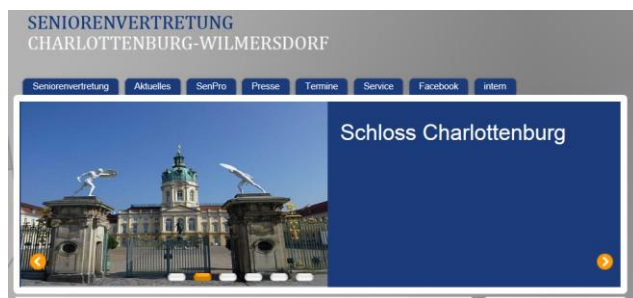 SENIORENVERTRETUNG
CHARLOTTENBURG-WILMERSDORF
Seniorenvertretung Aktuelles SenPro Presse Termine Service Facebook intern
Schloss Charlottenburg